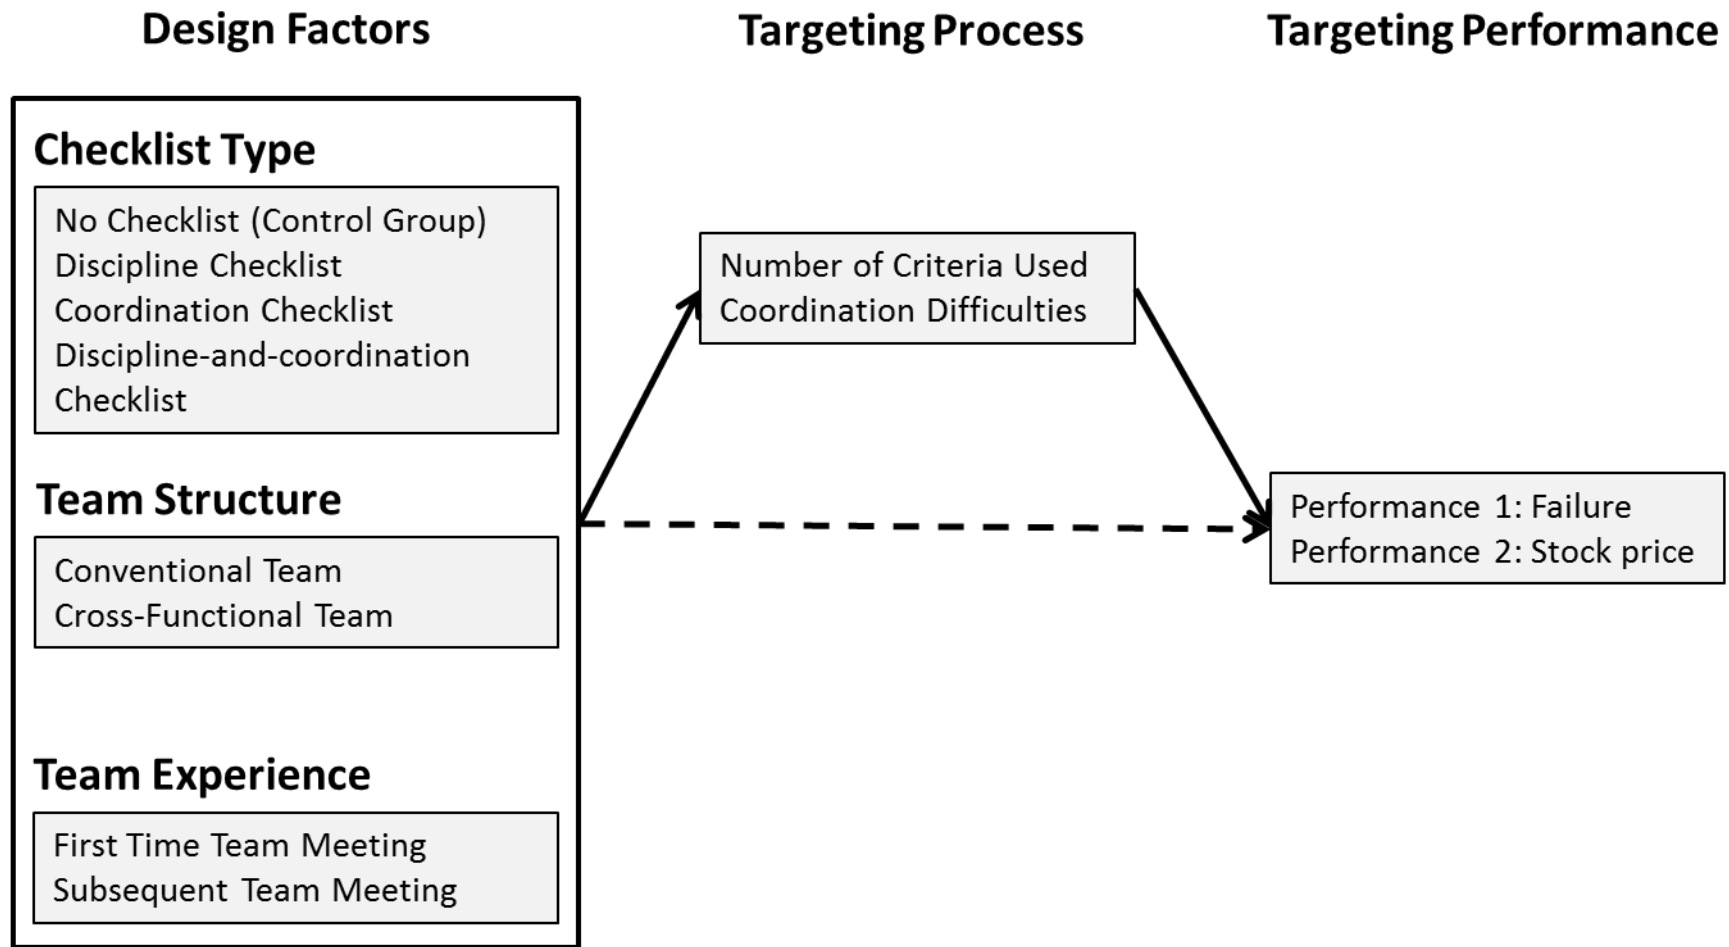 Design Factors
Targeting Process
Targeting Performance
Checklist Type
No Checklist (Control Group)
Discipline Checklist
Coordination Checklist
Discipline-and-coordination
Checklist
Team Structure
Conventional Team
Cross-Functional Team
Team Experience
First Time Team Meeting
Subsequent Team Meeting
Number of Criteria Used
Coordination Difficulties
Performance 1: Failure
Performance 2: Stock price